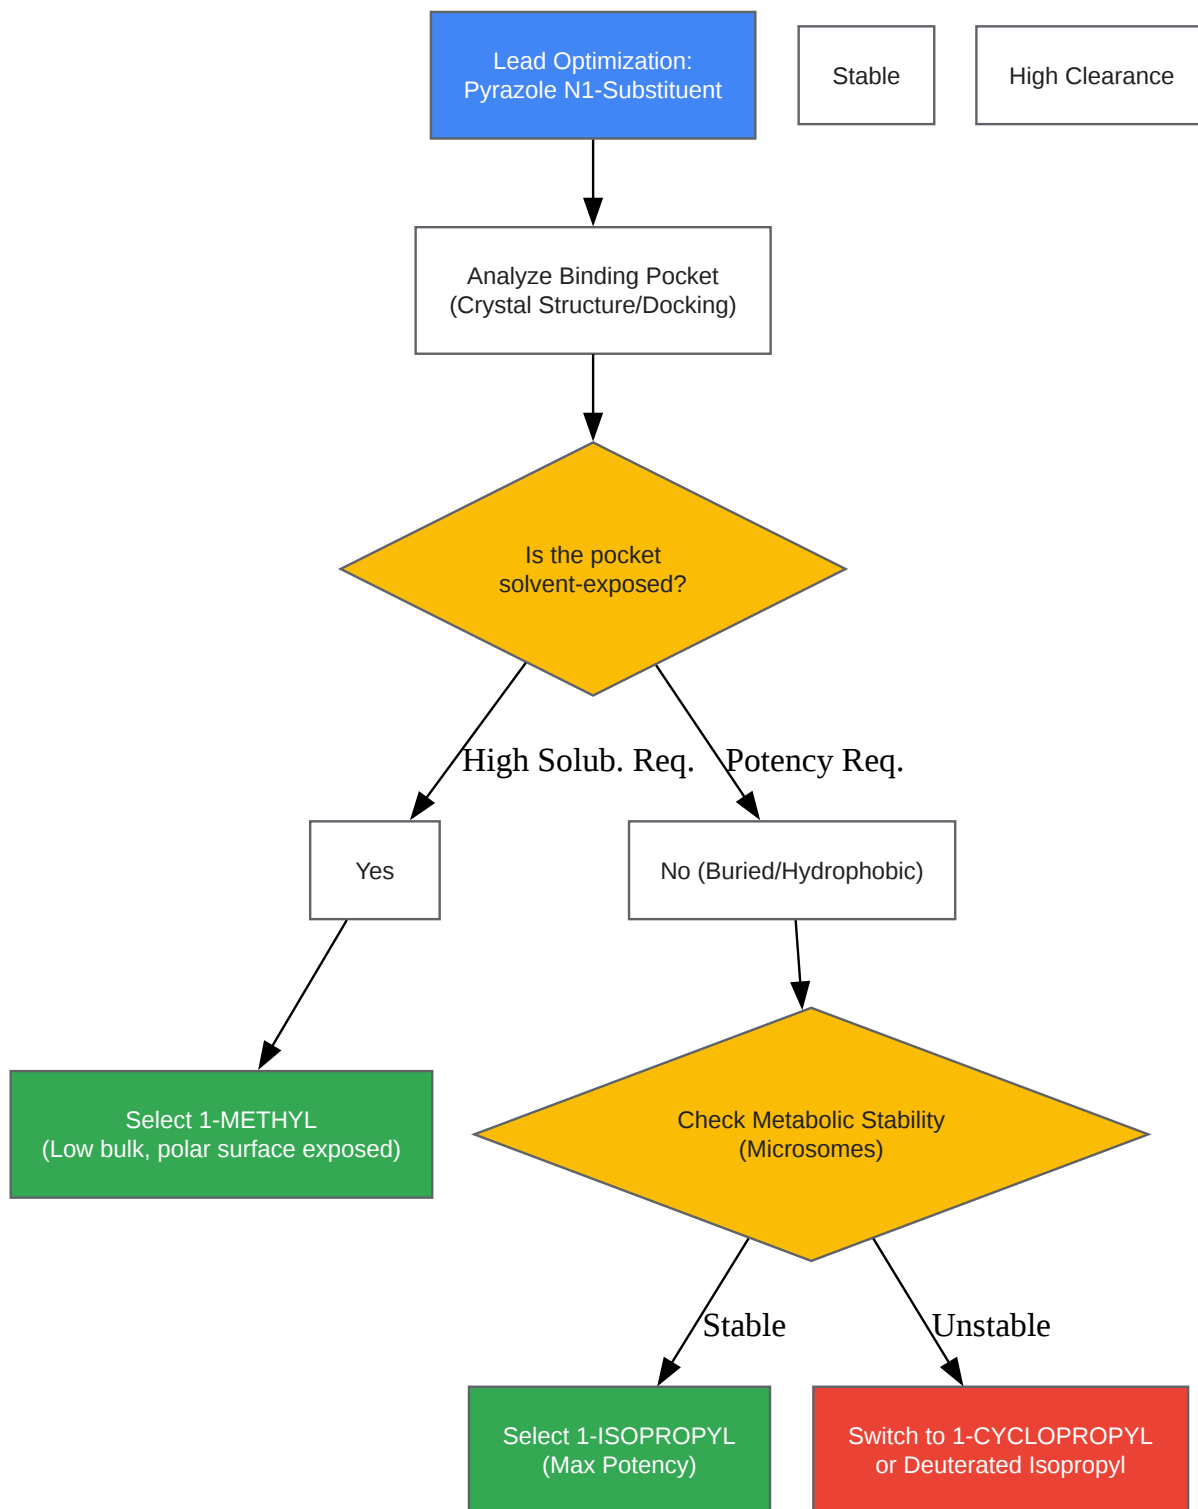 Lead Optimization:
Pyrazole N1-Substituent
Stable
High Clearance
Analyze Binding Pocket
(Crystal Structure/Docking)
Is the pocket
solvent-exposed?
High Solub. Req.
Potency Req.
Yes
No (Buried/Hydrophobic)
Select 1-METHYL
(Low bulk, polar surface exposed)
Check Metabolic Stability
(Microsomes)
Stable
Unstable
Select 1-ISOPROPYL
(Max Potency)
Switch to 1-CYCLOPROPYL
or Deuterated Isopropyl